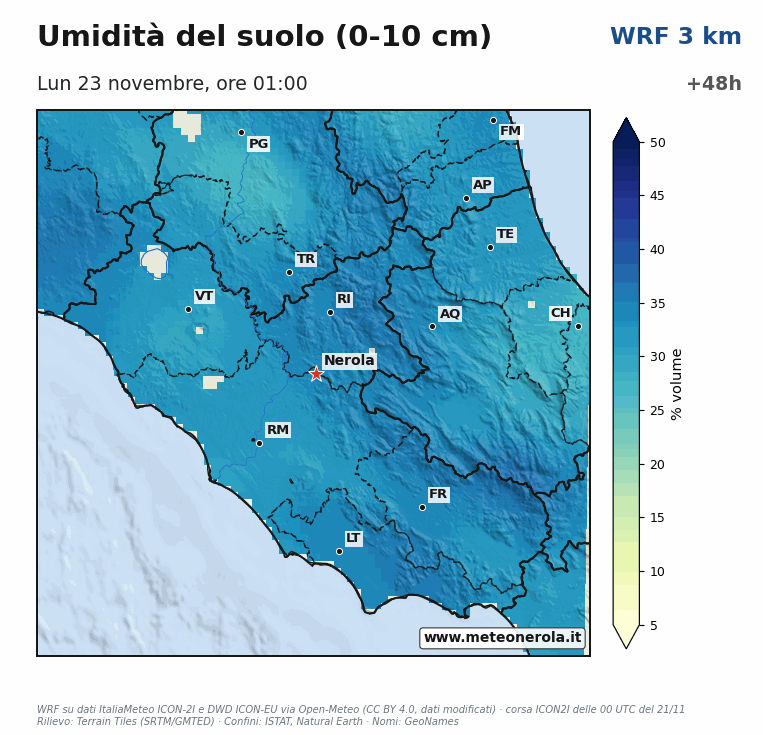 Umidità del suolo (0-10 cm)
WRF 3 km
Lun 23 novembre, ore 01:00
+48h
FM
PG
AP
TE
TR
VT
RI
AQ
CH
Nerola
RM
FR
LT
www.meteonerola.it
50
45
40
35
30
25
20
15
10
5
% volume
WRF su dati ItaliaMeteo ICON-2I e DWD ICON-EU via Open-Meteo (CC BY 4.0, dati modificati) · corsa ICON2I delle 00 UTC del 21/11
Rilievo: Terrain Tiles (SRTM/GMTED) · Confini: ISTAT, Natural Earth · Nomi: GeoNames